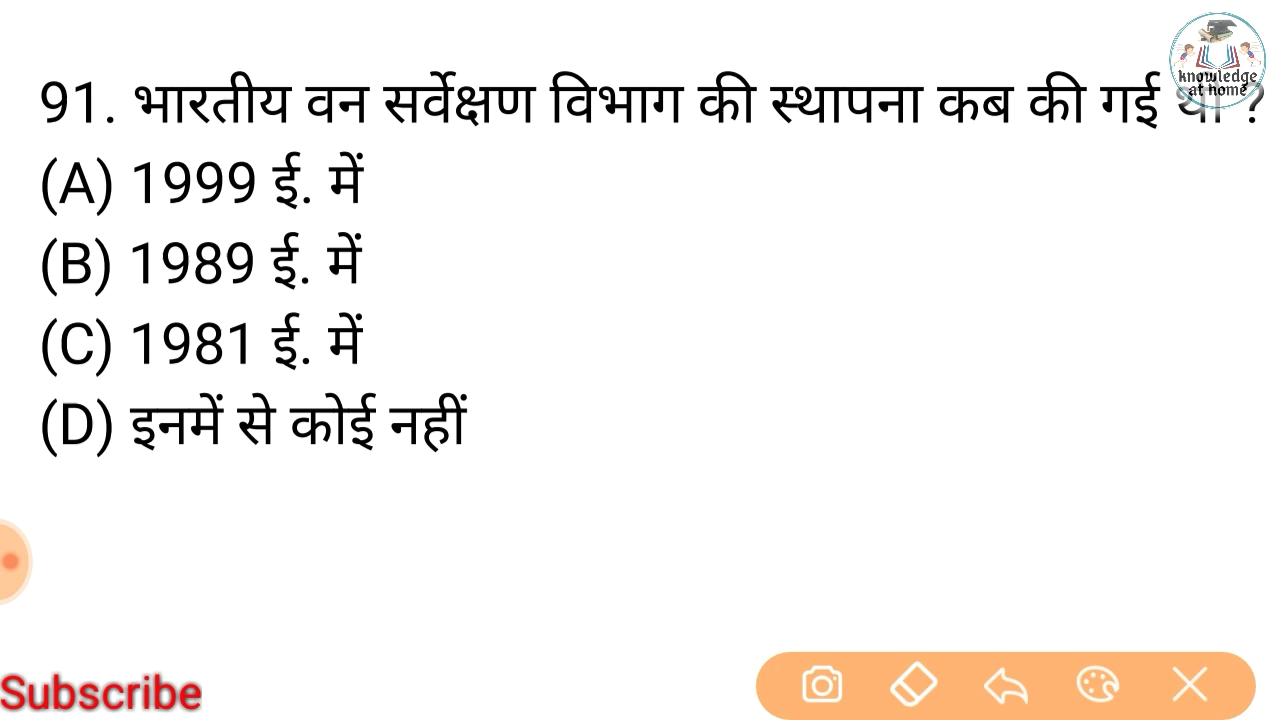 knowledge
at home
91. भारतीय वन सर्वेक्षण विभाग की स्थापना कब की गई थी ?
(A) 1999 ई. में
(B) 1989 ई. में
(C) 1981 ई. में
(D) इनमें से कोई नहीं
Subscribe